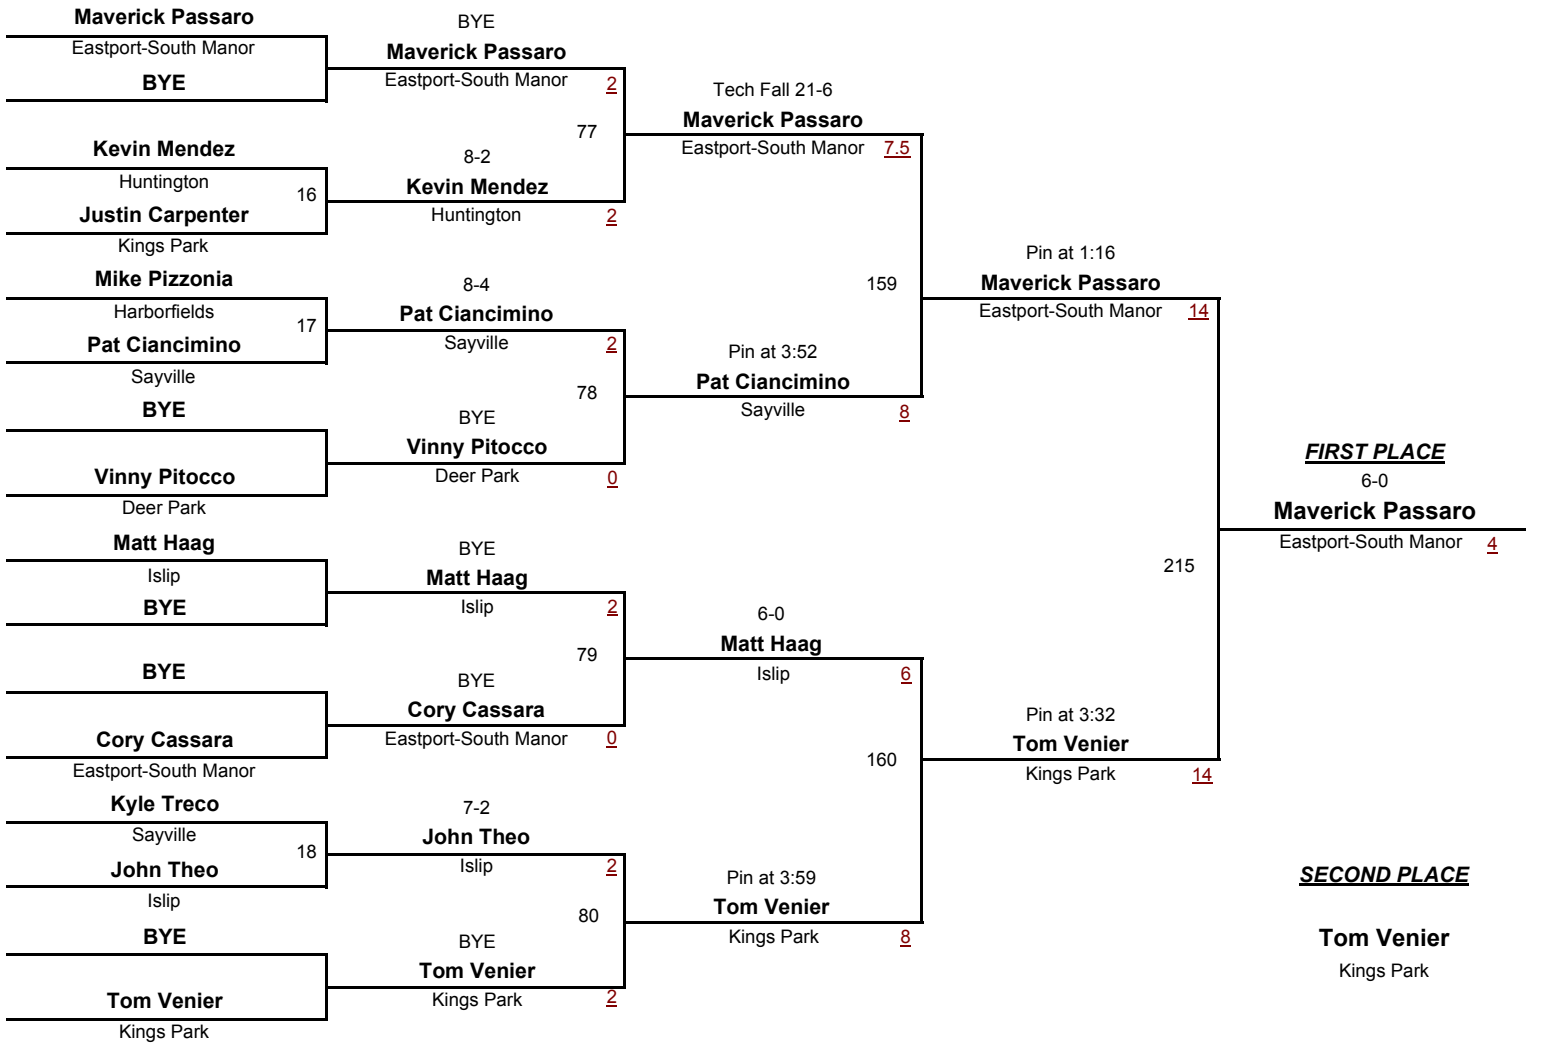 Maverick Passaro
Eastport-South Manor
BYE
Kevin Mendez
Huntington
16
Justin Carpenter
Kings Park
Mike Pizzonia
Harborfields
17
Pat Ciancimino
Sayville
BYE
Vinny Pitocco
Deer Park
Matt Haag
Islip
BYE
BYE
Cory Cassara
Eastport-South Manor
Kyle Treco
Sayville
18
John Theo
Islip
BYE
Tom Venier
Kings Park
BYE
Maverick Passaro
Eastport-South Manor 2
77
8-2
Kevin Mendez
Huntington 2
8-4
Pat Ciancimino
Sayville 2
78
BYE
Vinny Pitocco
Deer Park 0
BYE
Matt Haag
Islip 2
79
BYE
Cory Cassara
Eastport-South Manor 0
7-2
John Theo
Islip 2
80
BYE
Tom Venier
Kings Park 2
Tech Fall 21-6
Maverick Passaro
Eastport-South Manor 7.5
159
Pin at 3:52
Pat Ciancimino
Sayville 8
6-0
Matt Haag
Islip 6
160
Pin at 3:59
Tom Venier
Kings Park 8
Pin at 1:16
Maverick Passaro
Eastport-South Manor 14
215
Pin at 3:32
Tom Venier
Kings Park 14
FIRST PLACE
6-0
Maverick Passaro
Eastport-South Manor 4
SECOND PLACE
Tom Venier
Kings Park